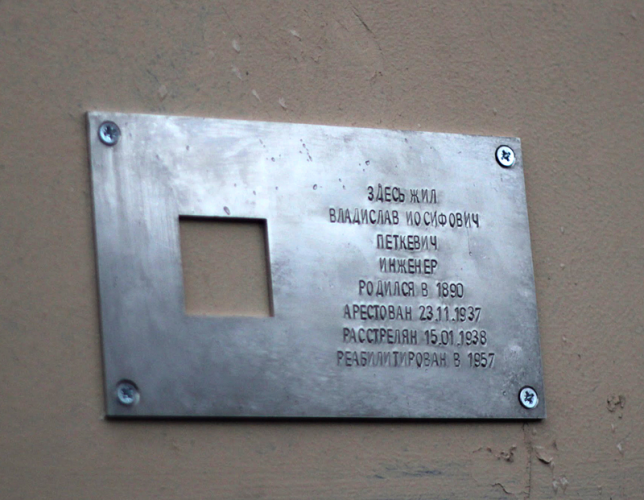 ЗДЕСЬ ЖИЛ
ВЛАДИСЛАВ ИОСИФОВИЧ
ПЕТКЕВИЧ
ИНЖЕНЕР
РОДИЛСЯ В 1890
АРЕСТОВАН 23.11.1937
РАССТРЕЛЯН 15.01.1938
РЕАБИЛИТИРОВАН В 1957